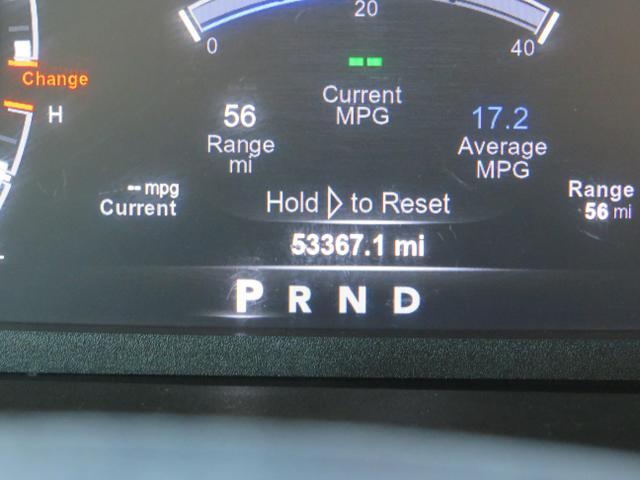 0 20 40
Change
H
Current
MPG
56
Range
mi
17.2
Average
MPG
-- mpg
Current
Hold ▷ to Reset
Range
56 mi
53367.1 mi
P R N D